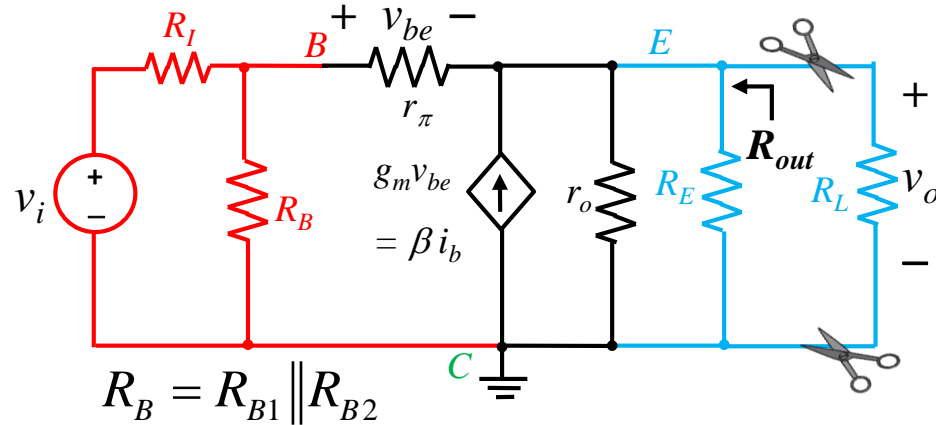 + v_be −
R_I
B
E
r_π
+
R_out
g_m v_be
= β i_b
v_i
+
−
R_B
r_o
R_E
R_L
v_o
−
C
R_B = R_B1 || R_B2